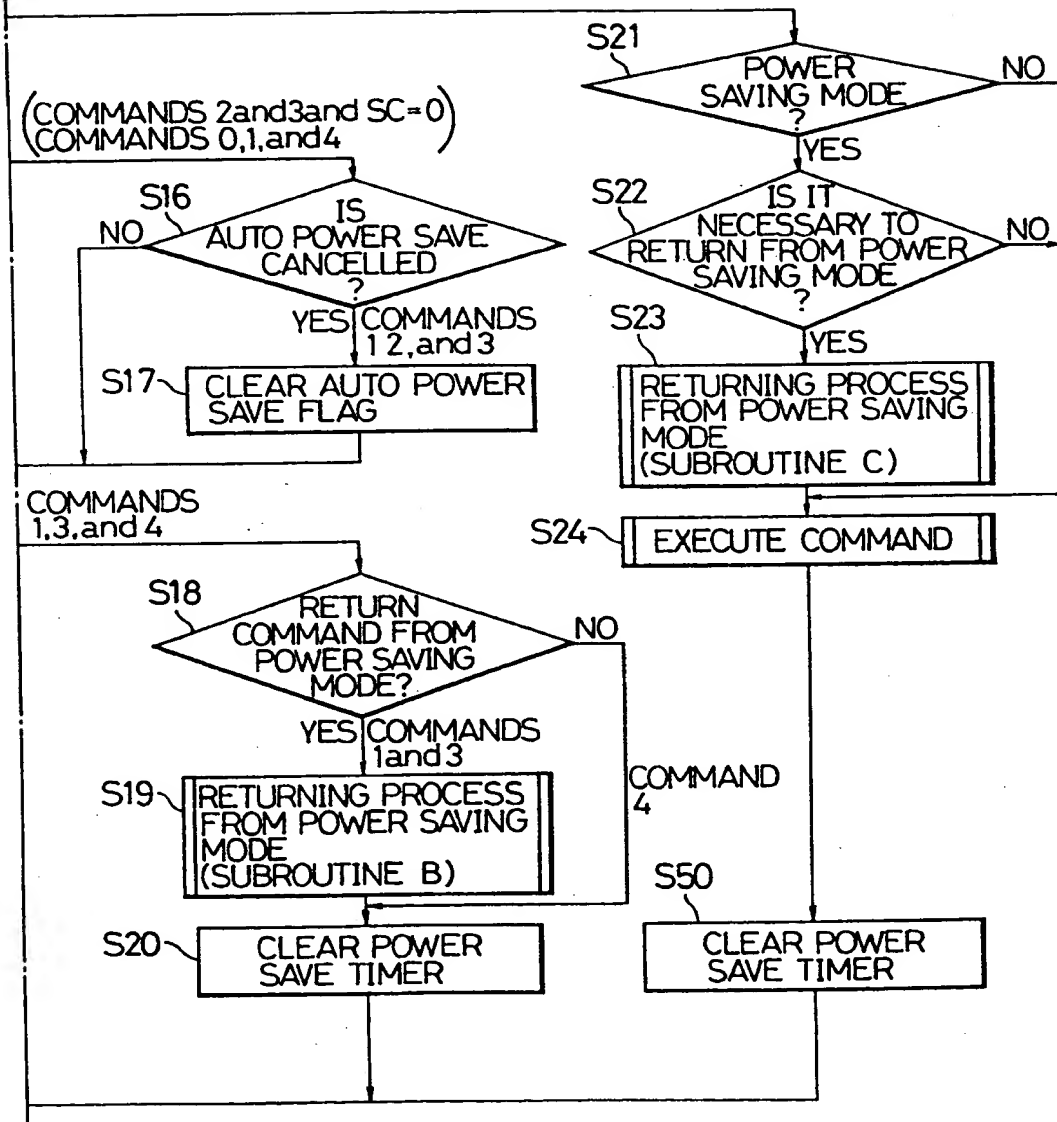 S21
POWER
SAVING MODE
?
NO
YES
(COMMANDS 2and3and SC=0)
(COMMANDS 0,1,and4)
S16
IS
AUTO POWER SAVE
CANCELLED
?
NO
YES
COMMANDS
1 2,and3
S17
CLEAR AUTO POWER
SAVE FLAG
S22
IS IT
NECESSARY TO
RETURN FROM POWER
SAVING MODE
?
NO
YES
S23
RETURNING PROCESS
FROM POWER SAVING
MODE
(SUBROUTINE C)
S24
EXECUTE COMMAND
COMMANDS
1,3,and 4
S18
RETURN
COMMAND FROM
POWER SAVING
MODE?
NO
YES
COMMANDS
1and3
COMMAND
4
S19
RETURNING PROCESS
FROM POWER SAVING
MODE
(SUBROUTINE B)
S20
CLEAR POWER
SAVE TIMER
S50
CLEAR POWER
SAVE TIMER